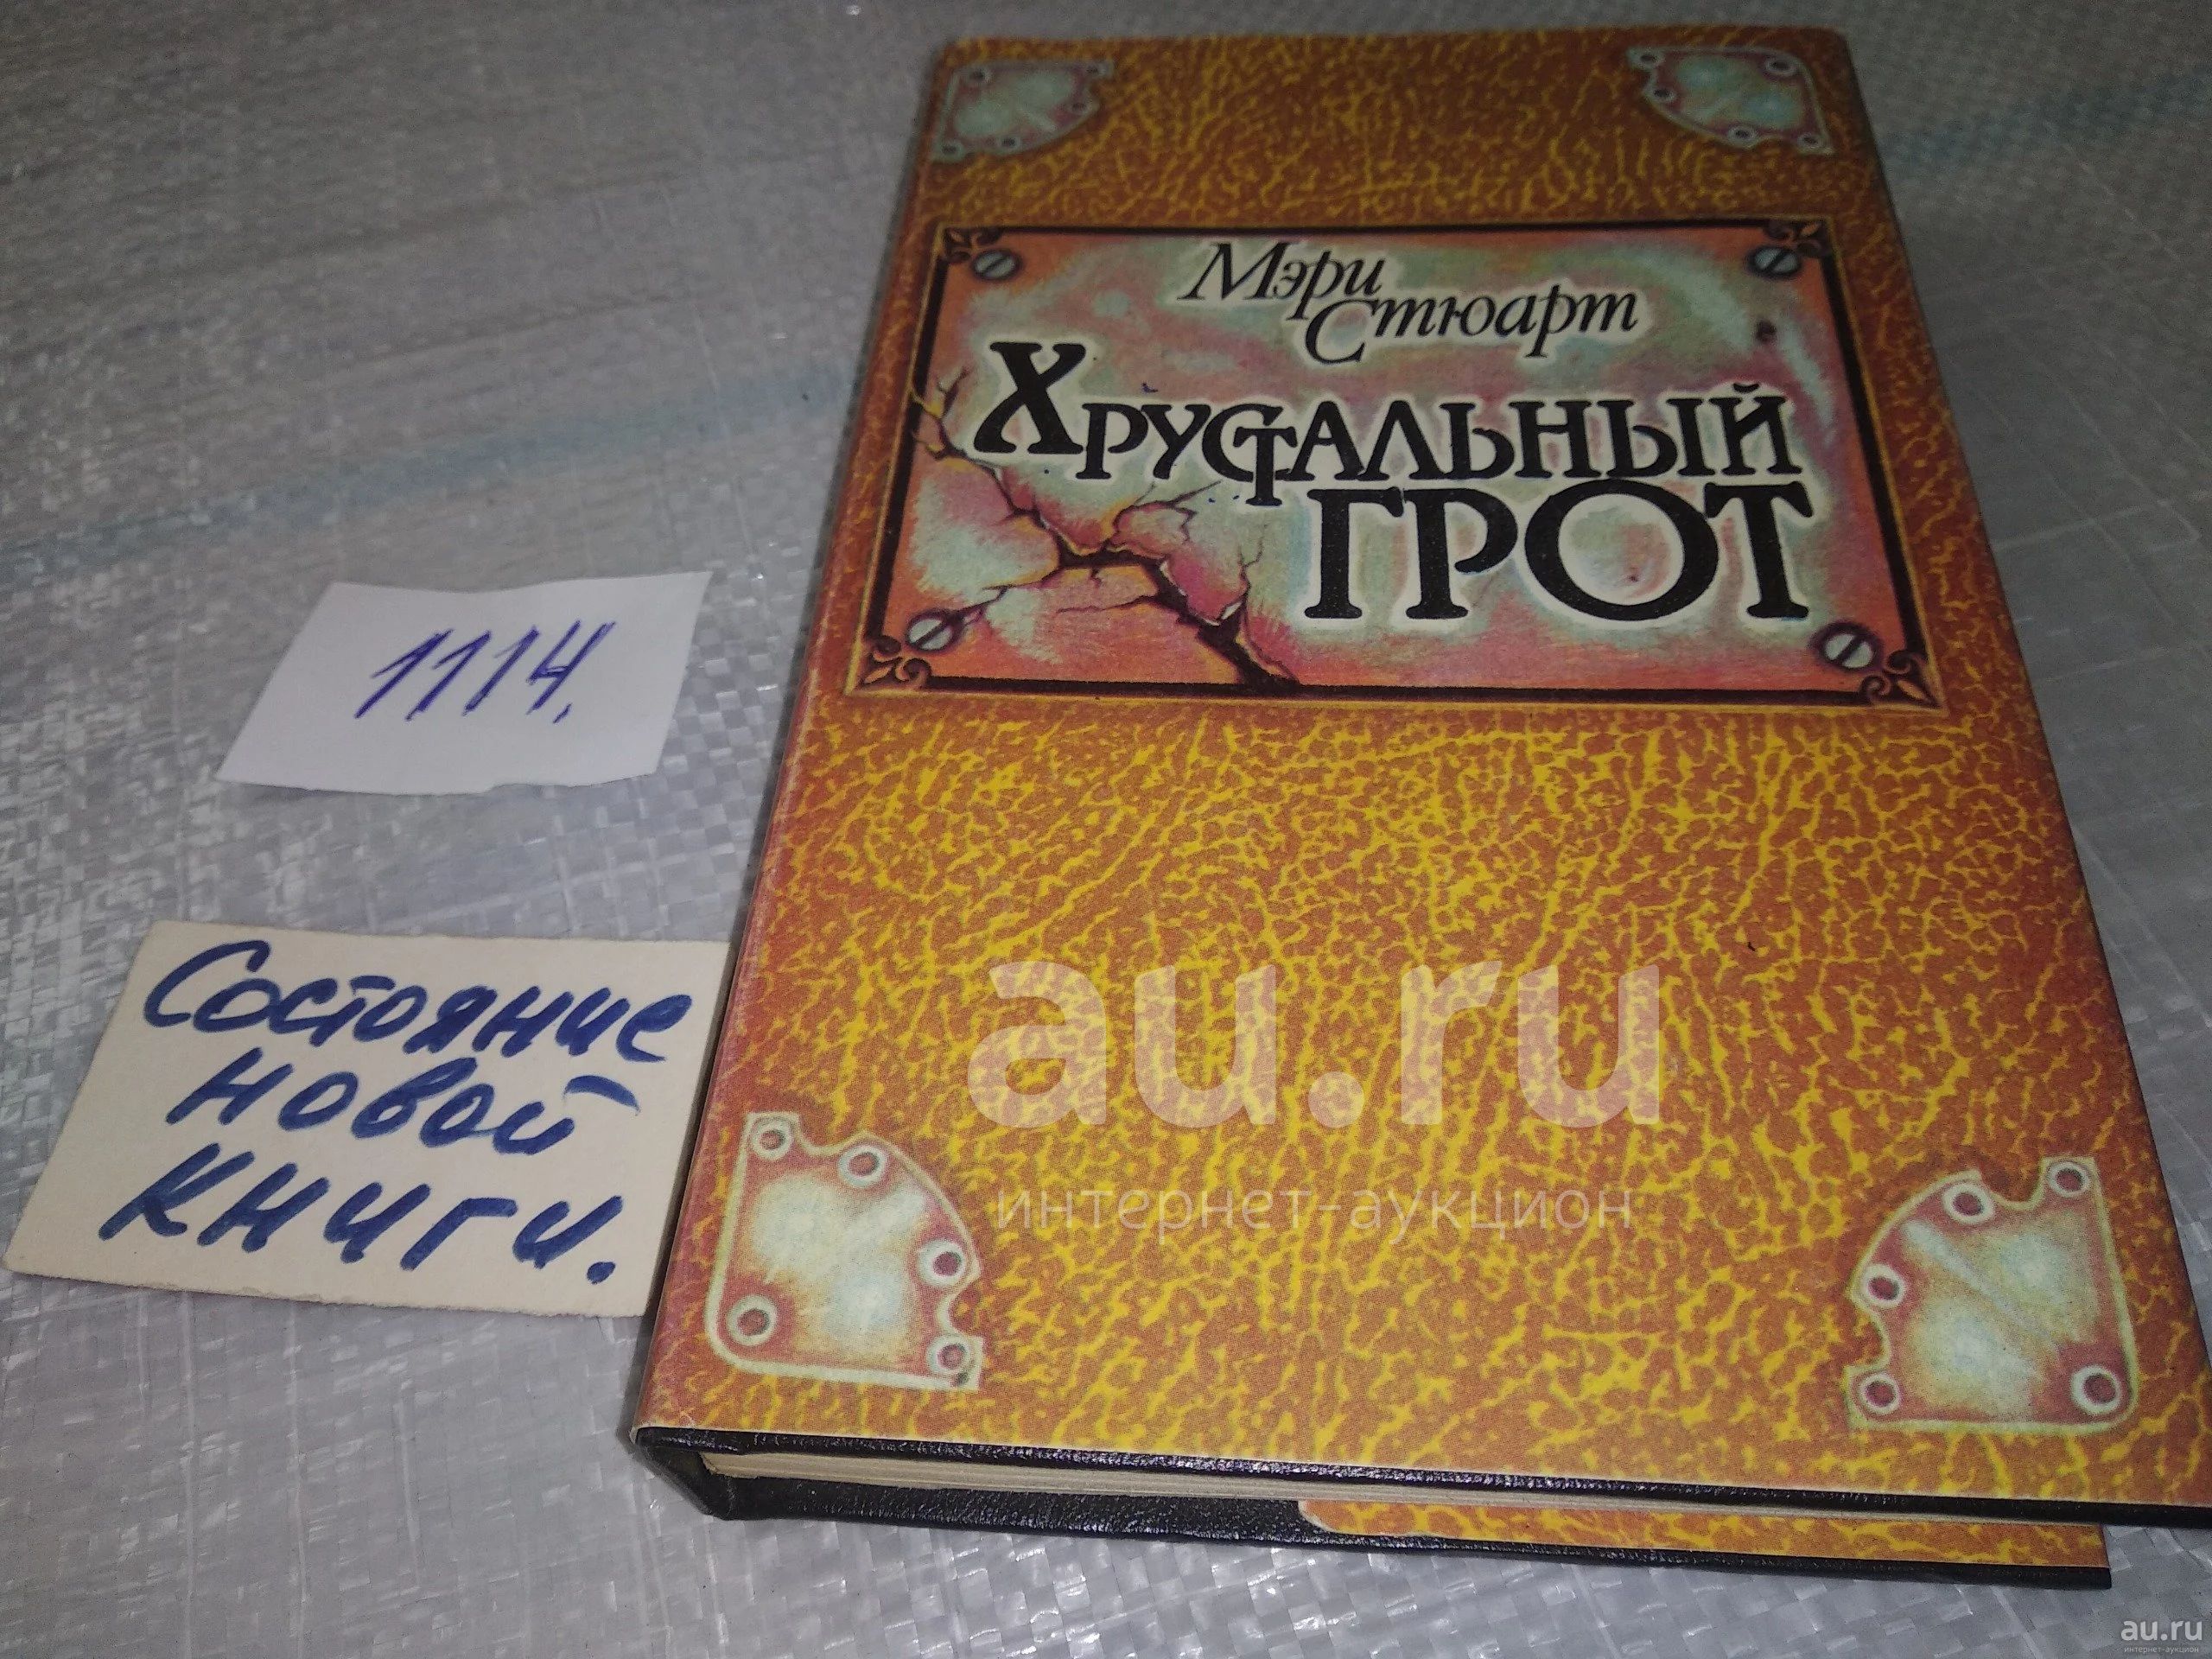 Мэри
Стюарт
Хрустальный
грот
1114.
Состояние
новой
книги.
au.ru
интернет-аукцион
au.ru
интернет-аукцион